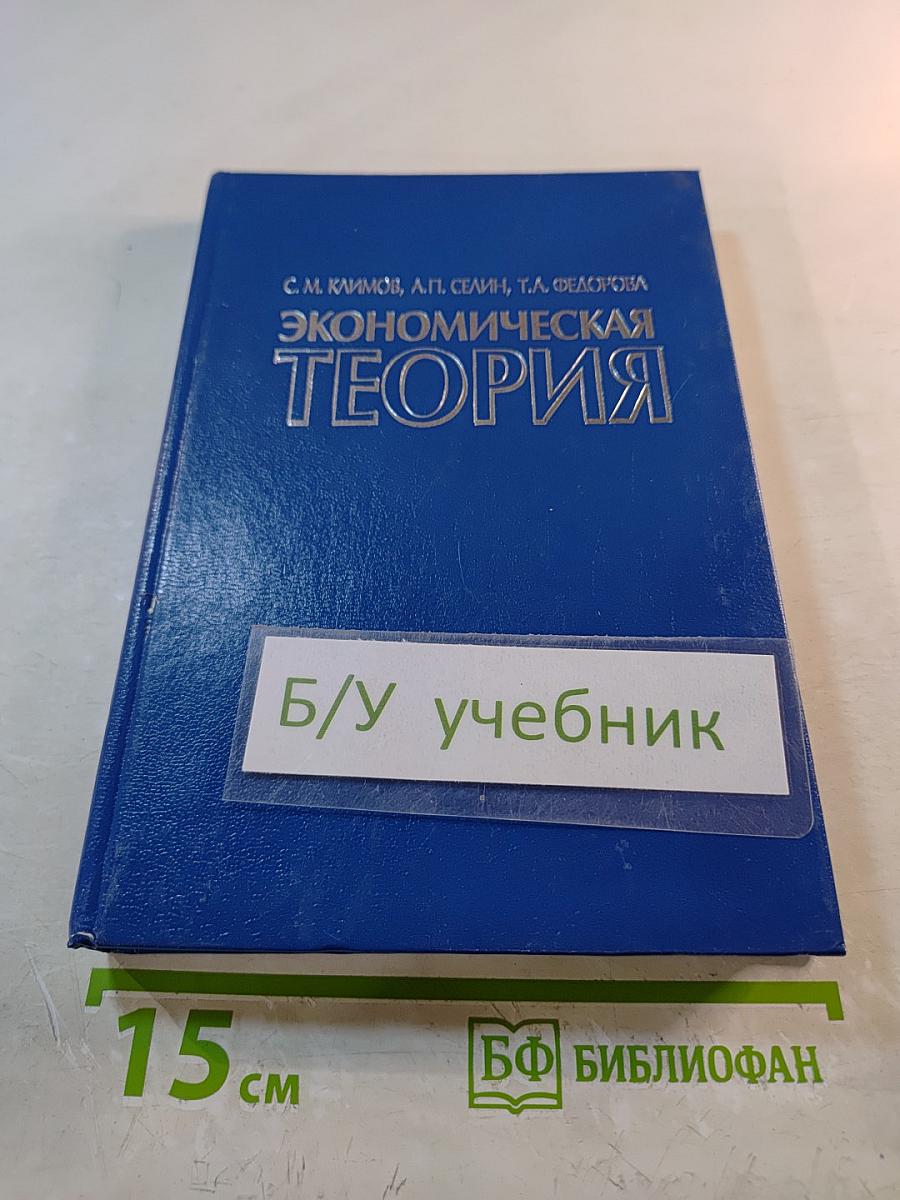 С. М. КЛИМОВ, А.П. СЕЛИН, Т.А. ФЕДОРОВА
ЭКОНОМИЧЕСКАЯ
ТЕОРИЯ
Б/У учебник
15 см
БФ БИБЛИОФАН